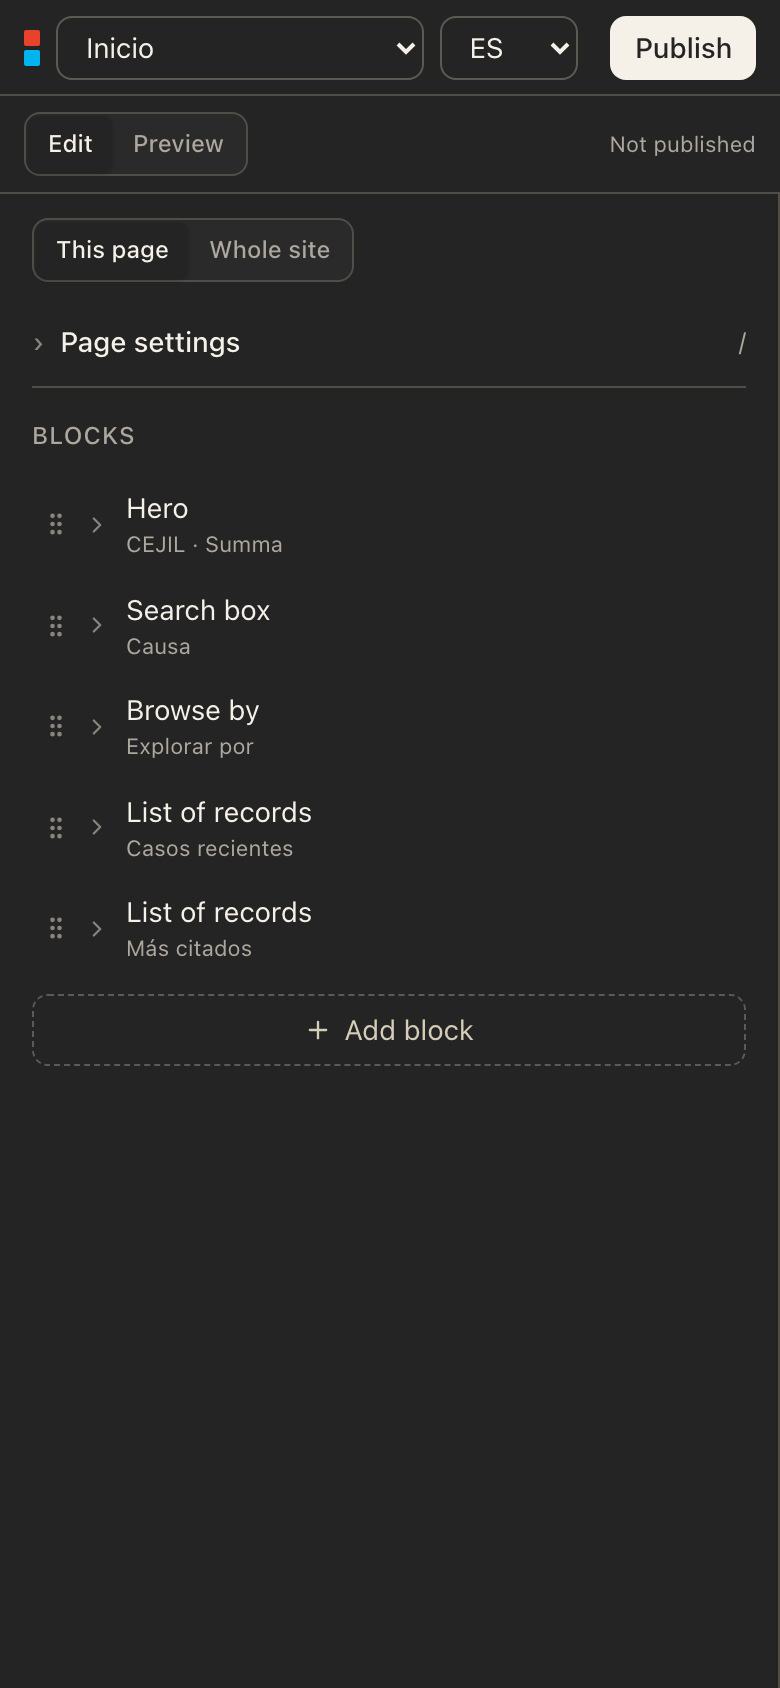 Inicio
ES
Publish
Edit
Preview
Not published
This page
Whole site
› Page settings
/
BLOCKS
Hero
CEJIL · Summa
Search box
Causa
Browse by
Explorar por
List of records
Casos recientes
List of records
Más citados
+ Add block